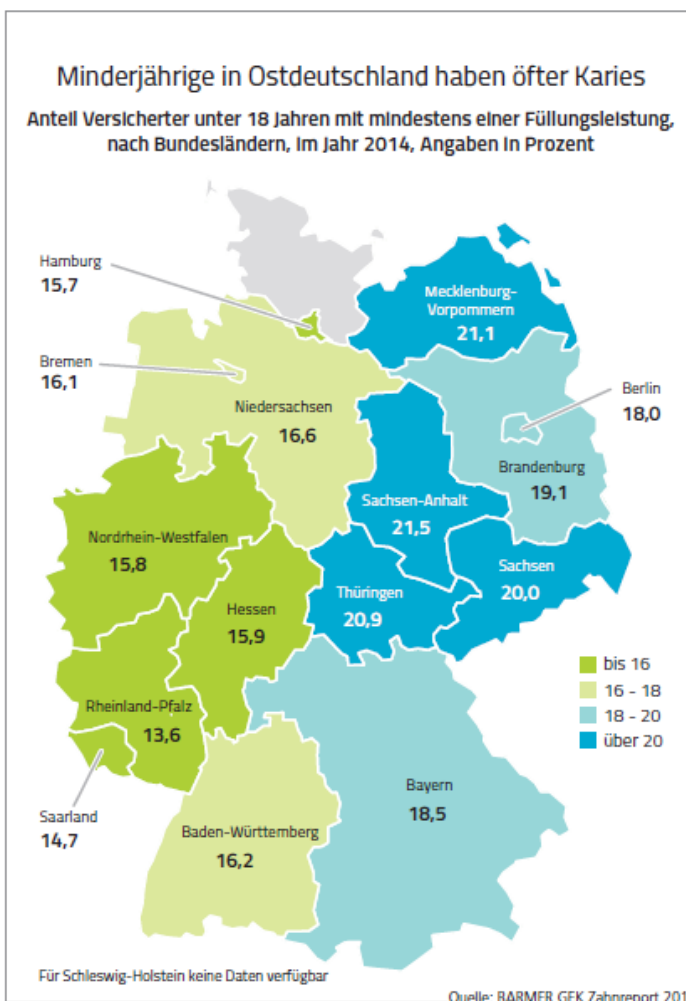 Minderjährige in Ostdeutschland haben öfter Karies
Anteil Versicherter unter 18 Jahren mit mindestens einer Füllungsleistung,
nach Bundesländern, im Jahr 2014, Angaben in Prozent
Hamburg
15,7
Mecklenburg-
Vorpommern
21,1
Bremen
16,1
Berlin
18,0
Niedersachsen
16,6
Brandenburg
19,1
Sachsen-Anhalt
21,5
Nordrhein-Westfalen
15,8
Sachsen
20,0
Thüringen
20,9
Hessen
15,9
bis 16
16 - 18
18 - 20
über 20
Rheinland-Pfalz
13,6
Bayern
18,5
Saarland
14,7
Baden-Württemberg
16,2
Für Schleswig-Holstein keine Daten verfügbar
Quelle: BARMER GEK Zahnreport